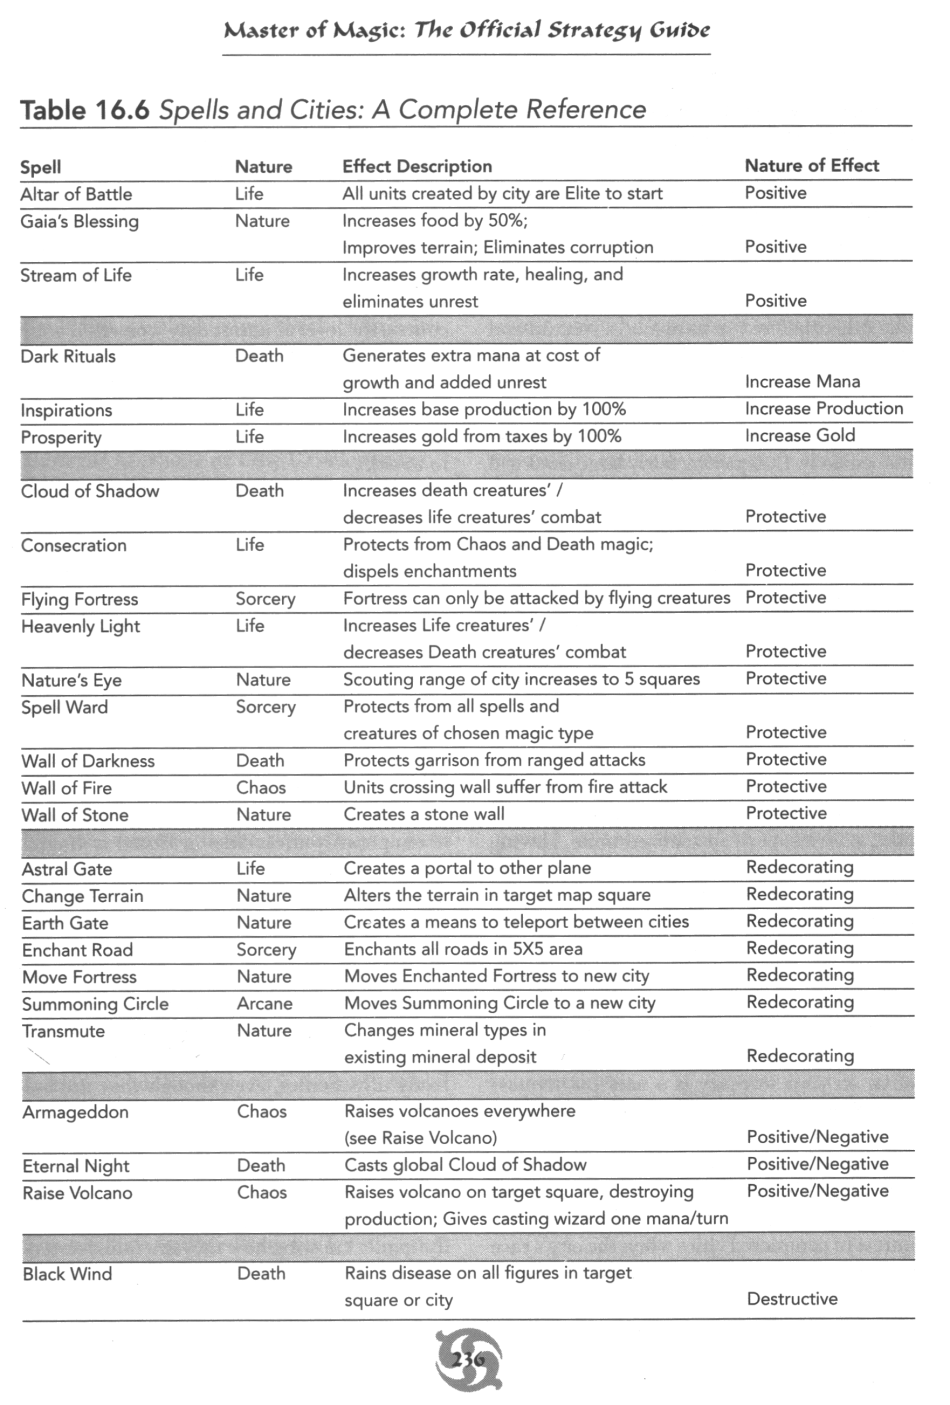 Master of Magic: The Official Strategy Guide
Table 16.6 Spells and Cities: A Complete Reference
Spell Nature Effect Description Nature of Effect
Altar of Battle Life All units created by city are Elite to start Positive
Gaia's Blessing Nature Increases food by 50%;
Improves terrain; Eliminates corruption Positive
Stream of Life Life Increases growth rate, healing, and
eliminates unrest Positive
Dark Rituals Death Generates extra mana at cost of
growth and added unrest Increase Mana
Inspirations Life Increases base production by 100% Increase Production
Prosperity Life Increases gold from taxes by 100% Increase Gold
Cloud of Shadow Death Increases death creatures' /
decreases life creatures' combat Protective
Consecration Life Protects from Chaos and Death magic;
dispels enchantments Protective
Flying Fortress Sorcery Fortress can only be attacked by flying creatures Protective
Heavenly Light Life Increases Life creatures' /
decreases Death creatures' combat Protective
Nature's Eye Nature Scouting range of city increases to 5 squares Protective
Spell Ward Sorcery Protects from all spells and
creatures of chosen magic type Protective
Wall of Darkness Death Protects garrison from ranged attacks Protective
Wall of Fire Chaos Units crossing wall suffer from fire attack Protective
Wall of Stone Nature Creates a stone wall Protective
Astral Gate Life Creates a portal to other plane Redecorating
Change Terrain Nature Alters the terrain in target map square Redecorating
Earth Gate Nature Creates a means to teleport between cities Redecorating
Enchant Road Sorcery Enchants all roads in 5X5 area Redecorating
Move Fortress Nature Moves Enchanted Fortress to new city Redecorating
Summoning Circle Arcane Moves Summoning Circle to a new city Redecorating
Transmute Nature Changes mineral types in
existing mineral deposit Redecorating
Armageddon Chaos Raises volcanoes everywhere
(see Raise Volcano) Positive/Negative
Eternal Night Death Casts global Cloud of Shadow Positive/Negative
Raise Volcano Chaos Raises volcano on target square, destroying Positive/Negative
production; Gives casting wizard one mana/turn
Black Wind Death Rains disease on all figures in target
square or city Destructive
236